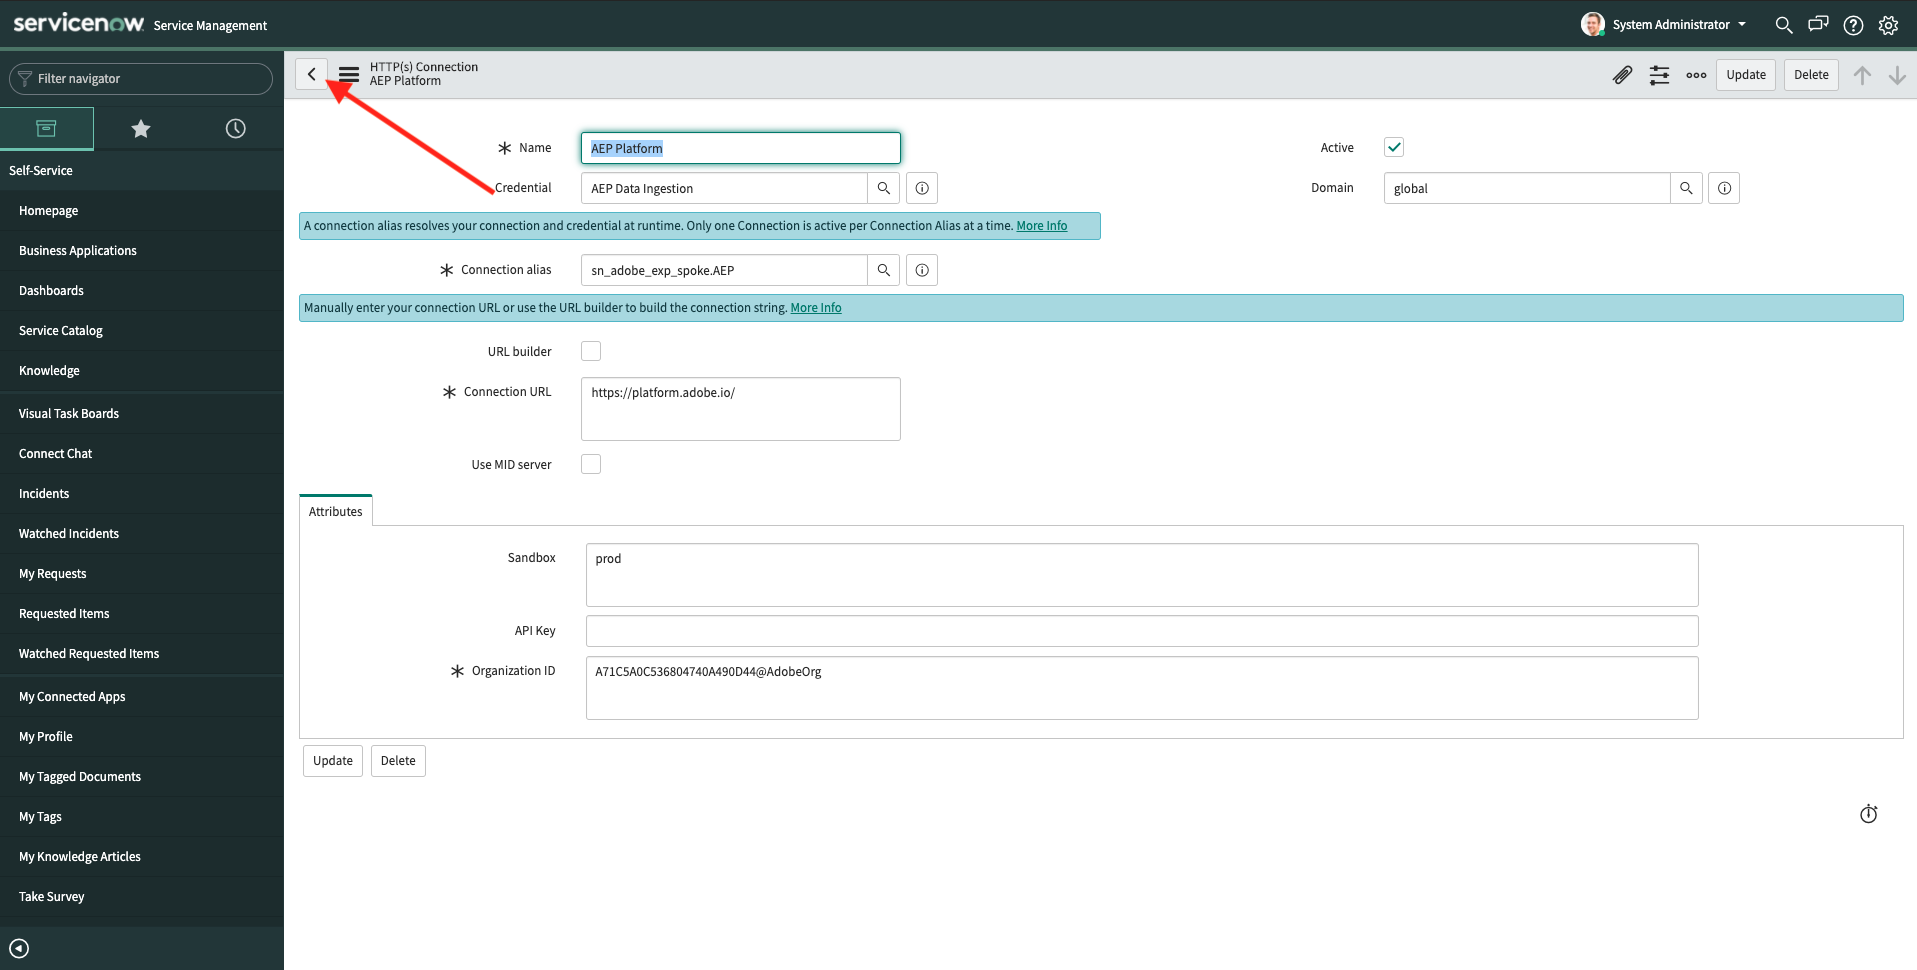 servicenow Service Management
System Administrator
Filter navigator
HTTP(s) Connection
AEP Platform
Update
Delete
Self-Service
Homepage
Business Applications
Dashboards
Service Catalog
Knowledge
Visual Task Boards
Connect Chat
Incidents
Watched Incidents
My Requests
Requested Items
Watched Requested Items
My Connected Apps
My Profile
My Tagged Documents
My Tags
My Knowledge Articles
Take Survey
Name AEP Platform
Active
Credential AEP Data Ingestion
Domain global
A connection alias resolves your connection and credential at runtime. Only one Connection is active per Connection Alias at a time. More Info
Connection alias sn_adobe_exp_spoke.AEP
Manually enter your connection URL or use the URL builder to build the connection string. More Info
URL builder
Connection URL https://platform.adobe.io/
Use MID server
Attributes
Sandbox prod
API Key
Organization ID A71C5A0C536804740A490D44@AdobeOrg
Update
Delete